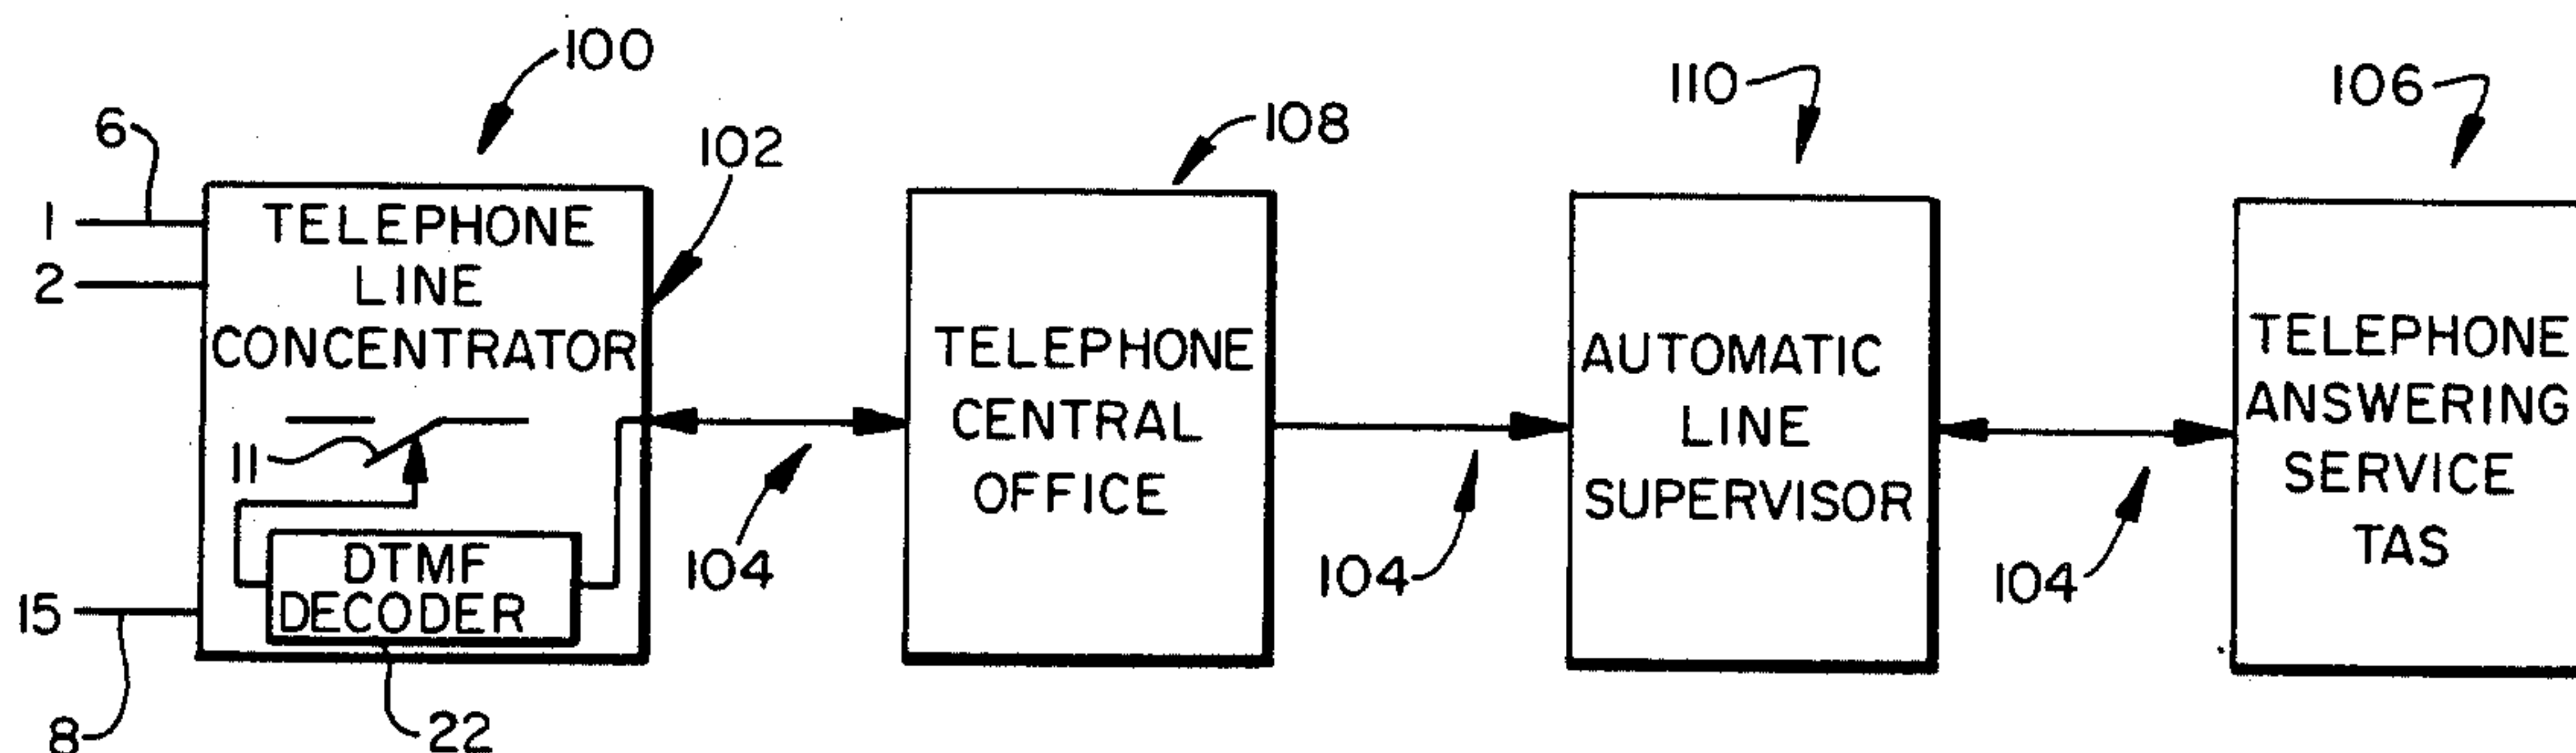 100
6
102
108
110
106
1
2
15
8
TELEPHONE
LINE
CONCENTRATOR
11
DTMF
DECODER
22
104
TELEPHONE
CENTRAL
OFFICE
104
AUTOMATIC
LINE
SUPERVISOR
104
TELEPHONE
ANSWERING
SERVICE
TAS